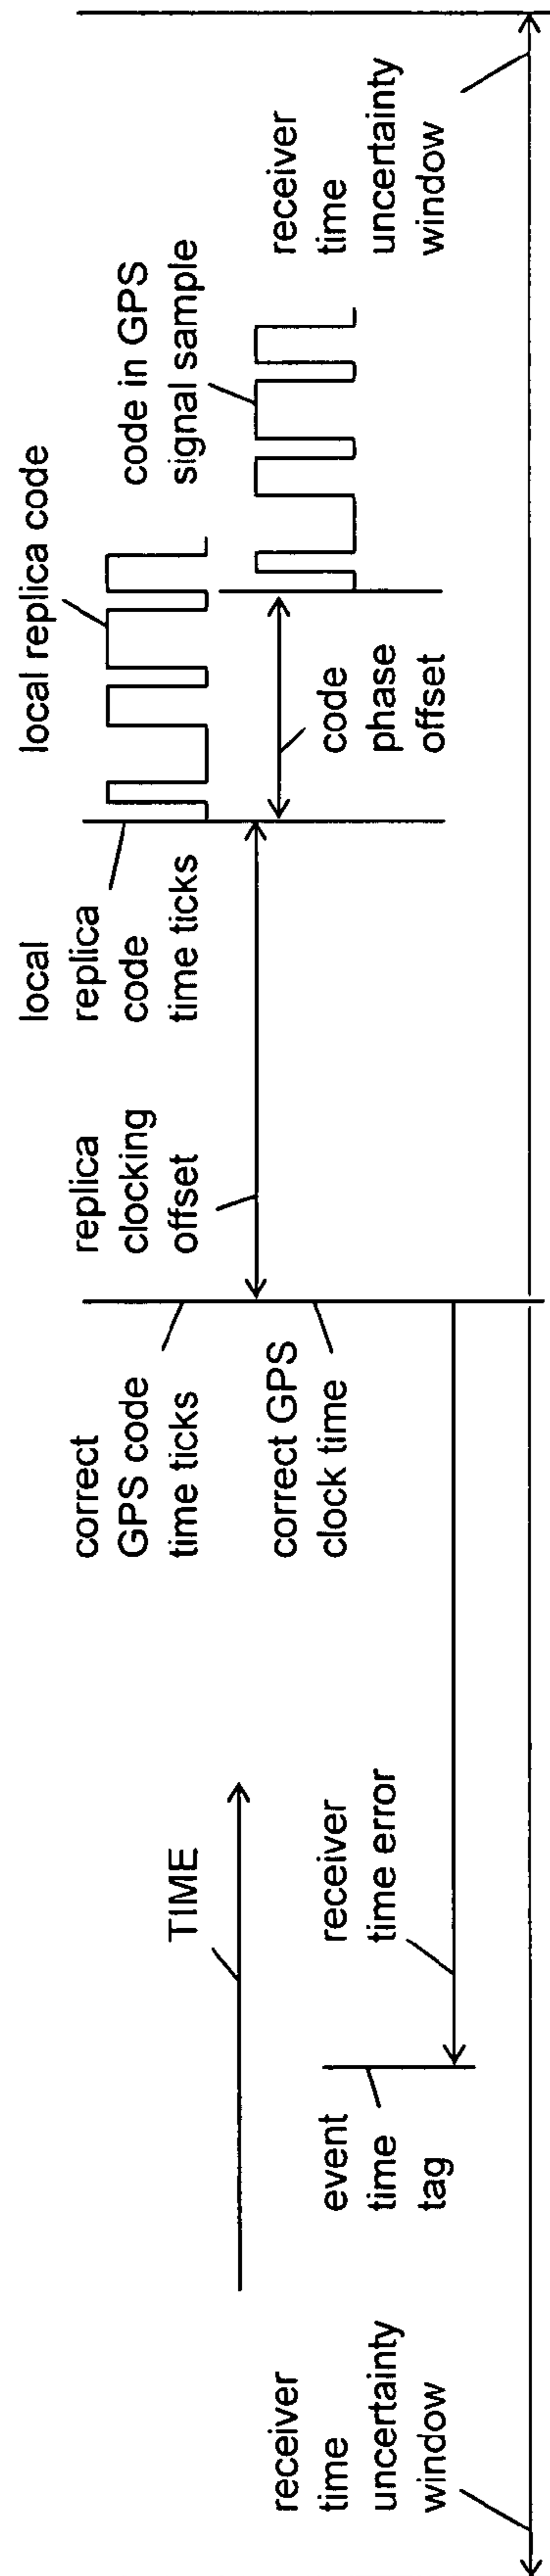 receiver
time
uncertainty
window
event
time
tag
TIME
receiver
time error
correct
GPS code
time ticks
correct GPS
clock time
replica
clocking
offset
local
replica
code
time ticks
local replica code
code
phase
offset
code in GPS
signal sample
receiver
time
uncertainty
window